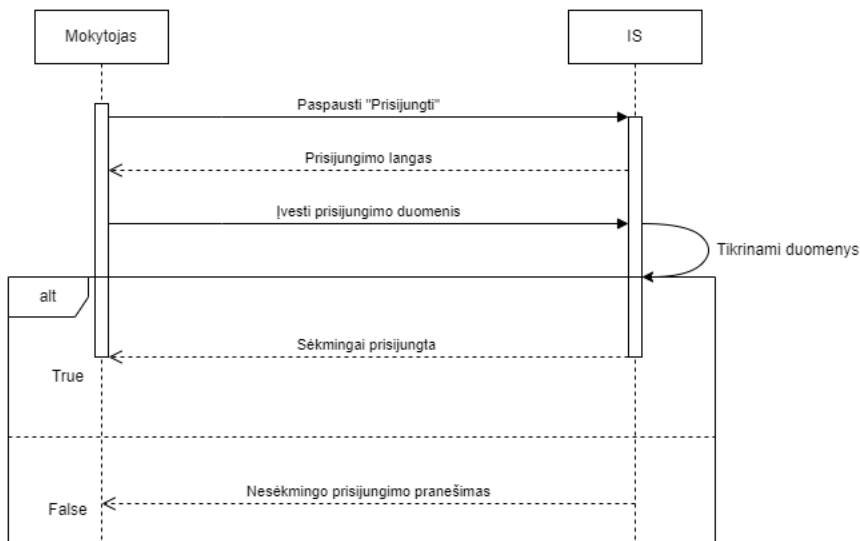 Mokytojas
IS
Paspausti "Prisijungti"
Prisijungimo langas
Įvesti prisijungimo duomenis
Tikrinami duomenys
alt
Sėkmingai prisijungta
True
Nesėkmingo prisijungimo pranešimas
False